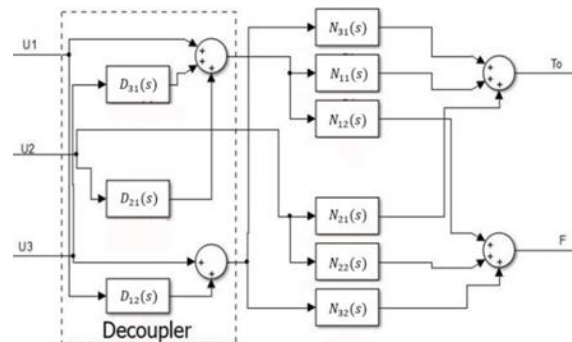 U1
U2
U3
D31(s)
D21(s)
D12(s)
Decoupler
N31(s)
N11(s)
N12(s)
N21(s)
N22(s)
N32(s)
To
F
+
+
+
+
+
+
+
+
+
+
+